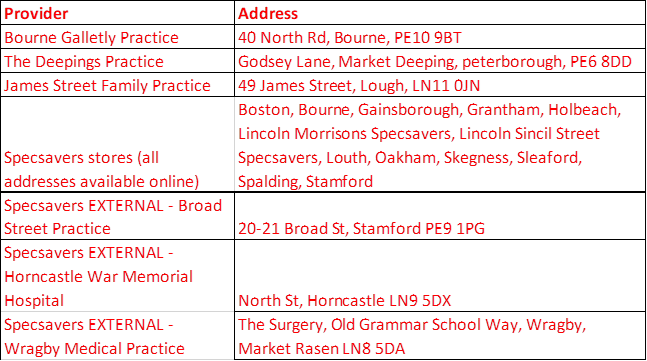 Provider Address
Bourne Galletly Practice 40 North Rd, Bourne, PE10 9BT
The Deepings Practice Godsey Lane, Market Deeping, peterborough, PE6 8DD
James Street Family Practice 49 James Street, Lough, LN11 0JN
Specsavers stores (all
addresses available online)
Boston, Bourne, Gainsborough, Grantham, Holbeach,
Lincoln Morrisons Specsavers, Lincoln Sincil Street
Specsavers, Louth, Oakham, Skegness, Sleaford,
Spalding, Stamford
Specsavers EXTERNAL - Broad
Street Practice
20-21 Broad St, Stamford PE9 1PG
Specsavers EXTERNAL -
Horncastle War Memorial
Hospital
North St, Horncastle LN9 5DX
Specsavers EXTERNAL -
Wragby Medical Practice
The Surgery, Old Grammar School Way, Wragby,
Market Rasen LN8 5DA